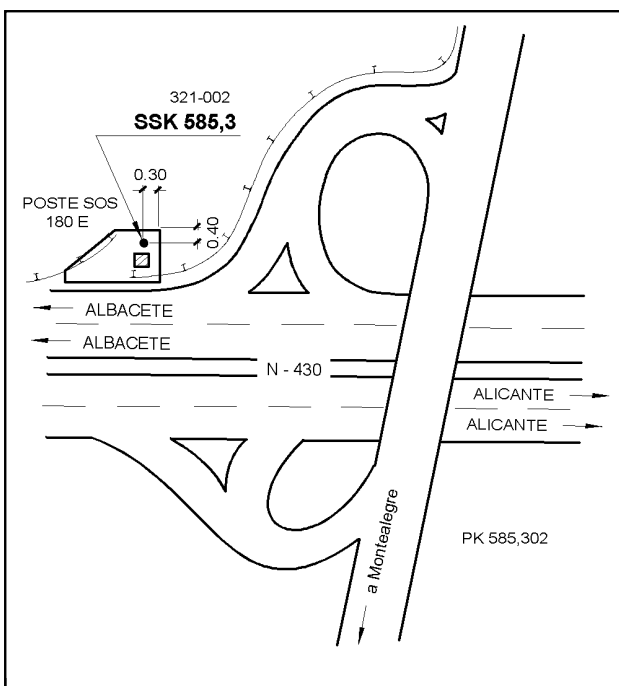 321-002
SSK 585,3
0.30
POSTE SOS
180 E
0.40
ALBACETE
ALBACETE
N - 430
ALICANTE
ALICANTE
a Montealegre
PK 585,302